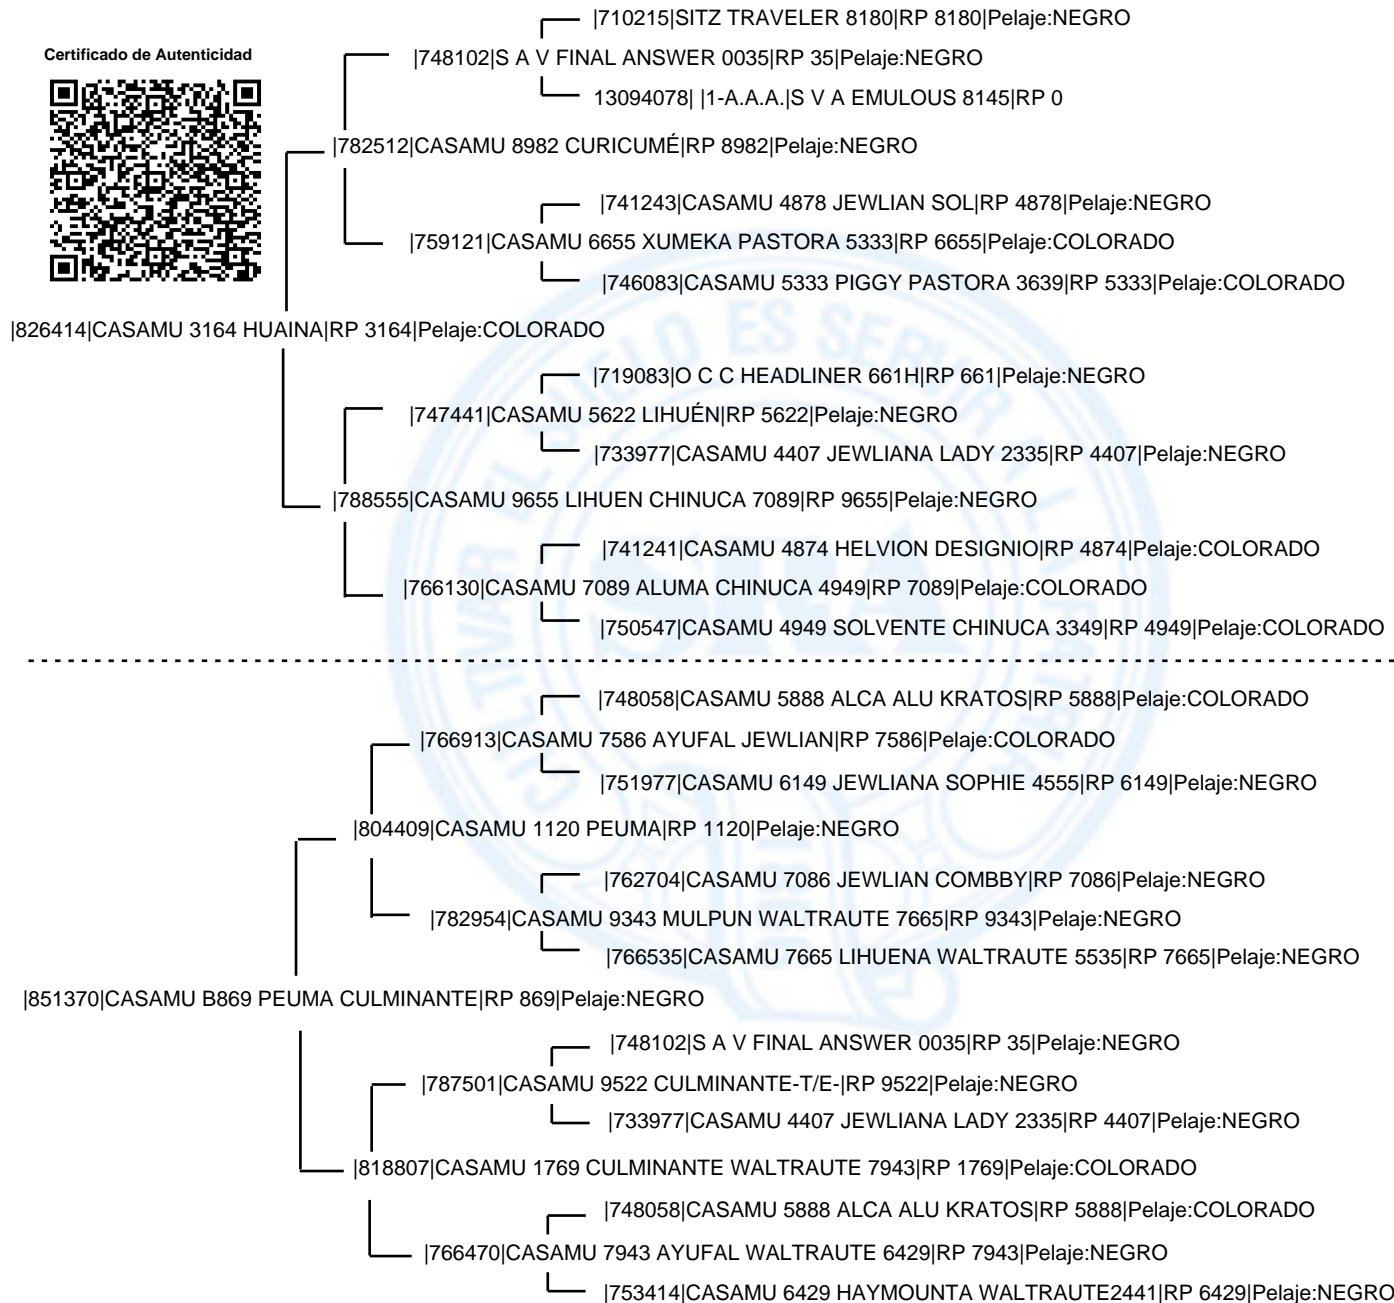 |710215|SITZ TRAVELER 8180|RP 8180|Pelaje:NEGRO
Certificado de Autenticidad
|748102|S A V FINAL ANSWER 0035|RP 35|Pelaje:NEGRO
13094078| |1-A.A.A.|S V A EMULOUS 8145|RP 0
|782512|CASAMU 8982 CURICUMÉ|RP 8982|Pelaje:NEGRO
|741243|CASAMU 4878 JEWLIAN SOL|RP 4878|Pelaje:NEGRO
|759121|CASAMU 6655 XUMEKA PASTORA 5333|RP 6655|Pelaje:COLORADO
|746083|CASAMU 5333 PIGGY PASTORA 3639|RP 5333|Pelaje:COLORADO
|826414|CASAMU 3164 HUAINA|RP 3164|Pelaje:COLORADO
|719083|O C C HEADLINER 661H|RP 661|Pelaje:NEGRO
|747441|CASAMU 5622 LIHUÉN|RP 5622|Pelaje:NEGRO
|733977|CASAMU 4407 JEWLIANA LADY 2335|RP 4407|Pelaje:NEGRO
|788555|CASAMU 9655 LIHUEN CHINUCA 7089|RP 9655|Pelaje:NEGRO
|741241|CASAMU 4874 HELVION DESIGNIO|RP 4874|Pelaje:COLORADO
|766130|CASAMU 7089 ALUMA CHINUCA 4949|RP 7089|Pelaje:COLORADO
|750547|CASAMU 4949 SOLVENTE CHINUCA 3349|RP 4949|Pelaje:COLORADO
|748058|CASAMU 5888 ALCA ALU KRATOS|RP 5888|Pelaje:COLORADO
|766913|CASAMU 7586 AYUFAL JEWLIAN|RP 7586|Pelaje:COLORADO
|751977|CASAMU 6149 JEWLIANA SOPHIE 4555|RP 6149|Pelaje:NEGRO
|804409|CASAMU 1120 PEUMA|RP 1120|Pelaje:NEGRO
|762704|CASAMU 7086 JEWLIAN COMBBY|RP 7086|Pelaje:NEGRO
|782954|CASAMU 9343 MULPUN WALTRAUTE 7665|RP 9343|Pelaje:NEGRO
|766535|CASAMU 7665 LIHUENA WALTRAUTE 5535|RP 7665|Pelaje:NEGRO
|851370|CASAMU B869 PEUMA CULMINANTE|RP 869|Pelaje:NEGRO
|748102|S A V FINAL ANSWER 0035|RP 35|Pelaje:NEGRO
|787501|CASAMU 9522 CULMINANTE-T/E-|RP 9522|Pelaje:NEGRO
|733977|CASAMU 4407 JEWLIANA LADY 2335|RP 4407|Pelaje:NEGRO
|818807|CASAMU 1769 CULMINANTE WALTRAUTE 7943|RP 1769|Pelaje:COLORADO
|748058|CASAMU 5888 ALCA ALU KRATOS|RP 5888|Pelaje:COLORADO
|766470|CASAMU 7943 AYUFAL WALTRAUTE 6429|RP 7943|Pelaje:NEGRO
|753414|CASAMU 6429 HAYMOUNTA WALTRAUTE2441|RP 6429|Pelaje:NEGRO
CULTIVAR EL SUELO ES SERVIR A LA PATRIA
SRA
1866